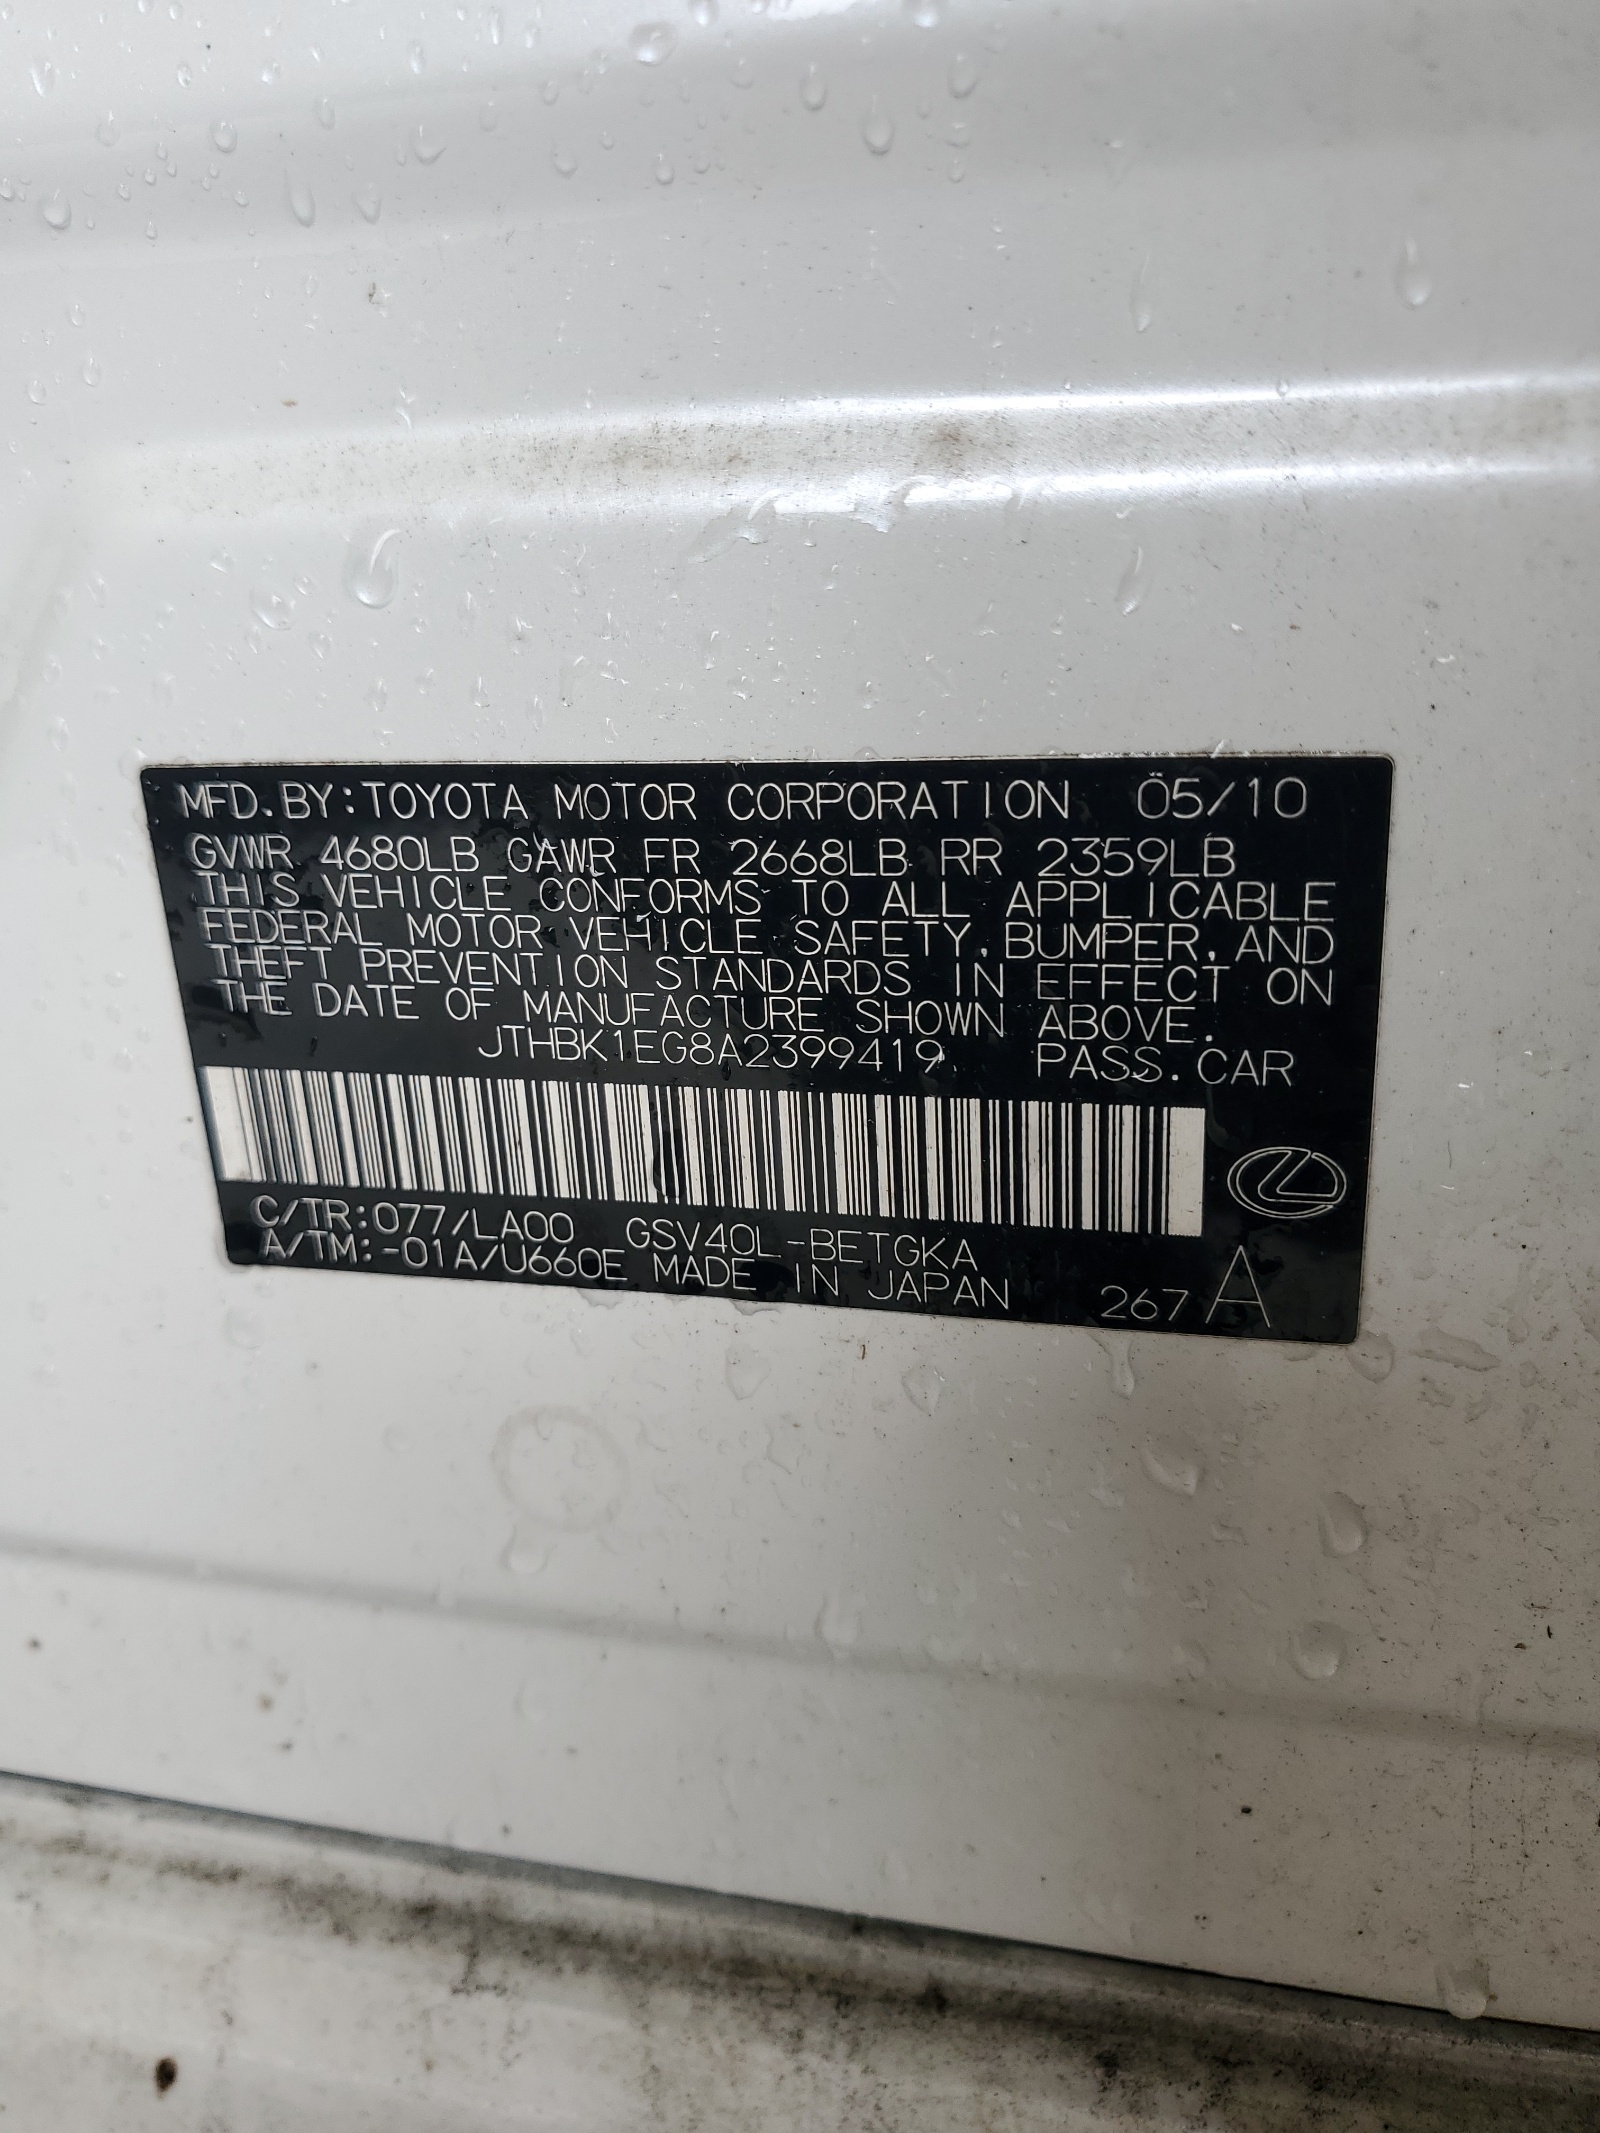 MFD. BY: TOYOTA MOTOR CORPORATION 05/10
GVWR 4680LB GAWR FR 2668LB RR 2359LB
THIS VEHICLE CONFORMS TO ALL APPLICABLE
FEDERAL MOTOR VEHICLE SAFETY, BUMPER, AND
THEFT PREVENTION STANDARDS IN EFFECT ON
THE DATE OF MANUFACTURE SHOWN ABOVE.
JTHBK1EG8A2399419 PASS. CAR
C/TR:077/LA00 GSV40L-BETGKA
A/TM:-01A/U660E MADE IN JAPAN 267 A